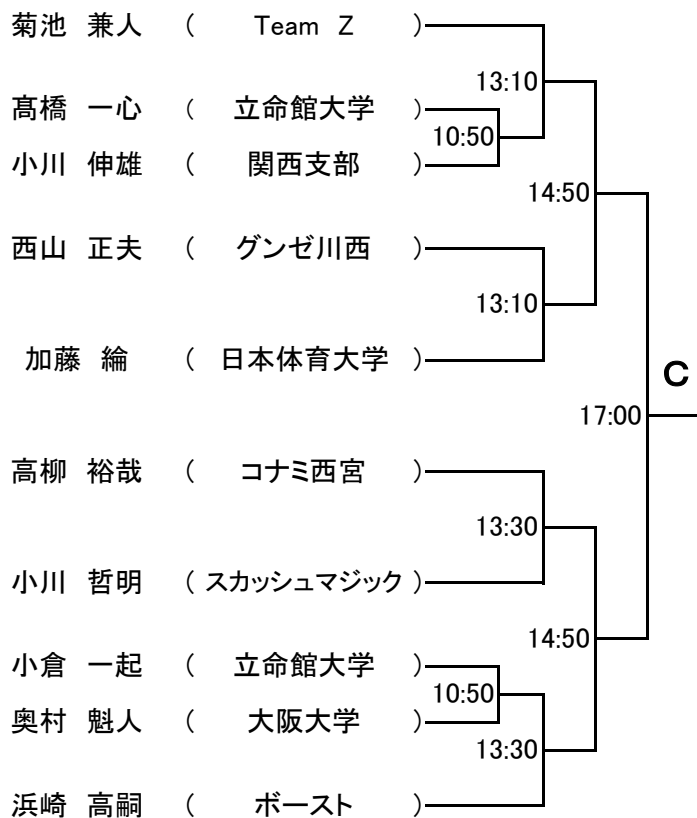 菊池 兼人 ( Team Z )
13:10
髙橋 一心 ( 立命館大学 )
10:50
小川 伸雄 ( 関西支部 )
14:50
西山 正夫 ( グンゼ川西 )
13:10
加藤 綸 ( 日本体育大学 )
C
17:00
高柳 裕哉 ( コナミ西宮 )
13:30
小川 哲明 ( スカッシュマジック )
14:50
小倉 一起 ( 立命館大学 )
10:50
奥村 魁人 ( 大阪大学 )
13:30
浜崎 高嗣 ( ボースト )